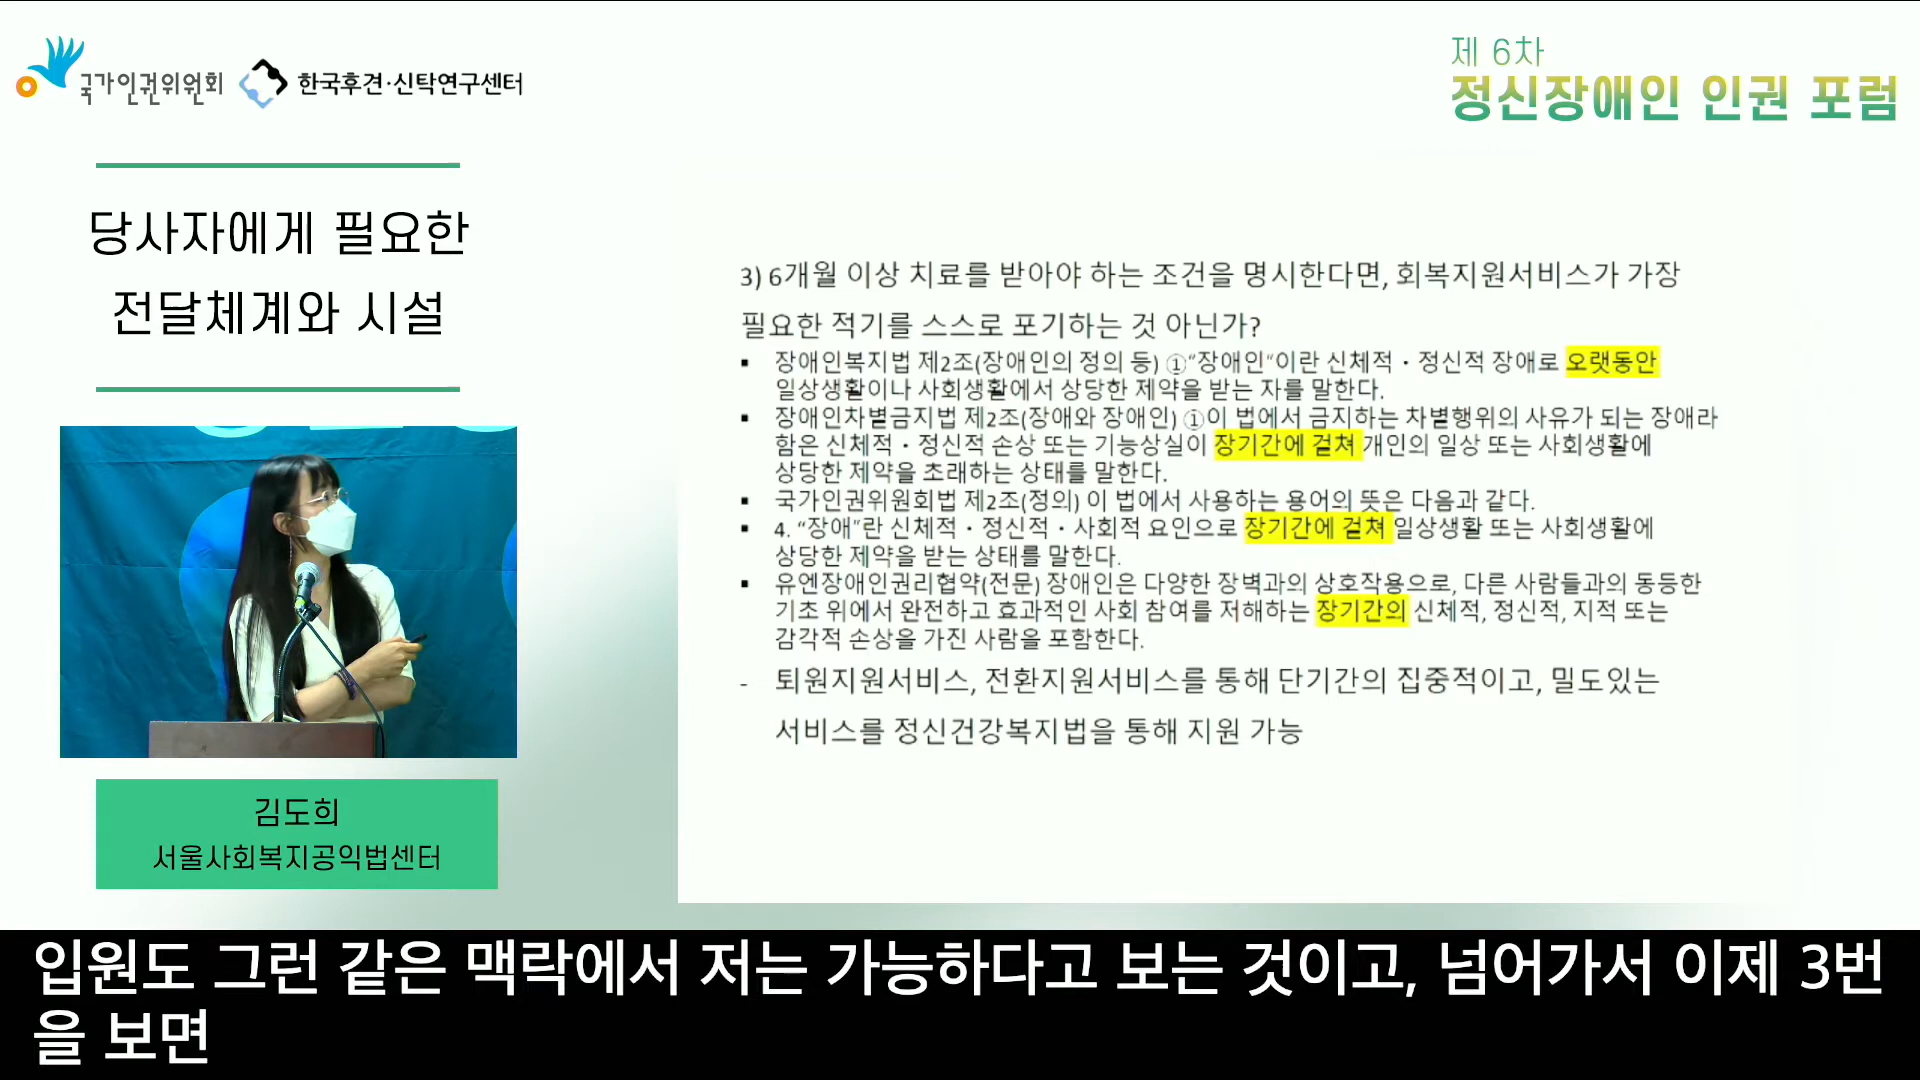 국가인권위원회
한국후견·신탁연구센터
제 6차
정신장애인 인권 포럼
당사자에게 필요한
전달체계와 시설
3) 6개월 이상 치료를 받아야 하는 조건을 명시한다면, 회복지원서비스가 가장
필요한 적기를 스스로 포기하는 것 아닌가?
▪ 장애인복지법 제2조(장애인의 정의 등) ①"장애인"이란 신체적·정신적 장애로 오랫동안
일상생활이나 사회생활에서 상당한 제약을 받는 자를 말한다.
▪ 장애인차별금지법 제2조(장애와 장애인) ①이 법에서 금지하는 차별행위의 사유가 되는 장애라
함은 신체적·정신적 손상 또는 기능상실이 장기간에 걸쳐 개인의 일상 또는 사회생활에
상당한 제약을 초래하는 상태를 말한다.
▪ 국가인권위원회법 제2조(정의) 이 법에서 사용하는 용어의 뜻은 다음과 같다.
▪ 4. “장애”란 신체적·정신적·사회적 요인으로 장기간에 걸쳐 일상생활 또는 사회생활에
상당한 제약을 받는 상태를 말한다.
▪ 유엔장애인권리협약(전문) 장애인은 다양한 장벽과의 상호작용으로, 다른 사람들과의 동등한
기초 위에서 완전하고 효과적인 사회 참여를 저해하는 장기간의 신체적, 정신적, 지적 또는
감각적 손상을 가진 사람을 포함한다.
- 퇴원지원서비스, 전환지원서비스를 통해 단기간의 집중적이고, 밀도있는
서비스를 정신건강복지법을 통해 지원 가능
김도희
서울사회복지공익법센터
입원도 그런 같은 맥락에서 저는 가능하다고 보는 것이고, 넘어가서 이제 3번
을 보면